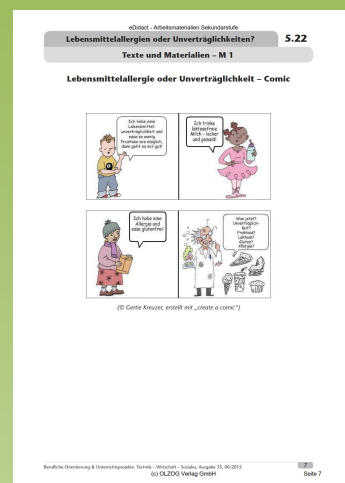 eDidact - Arbeitsmaterialien Sekundarstufe
Lebensmittelallergien oder Unverträglichkeiten? 5.22
Texte und Materialien – M 1
Lebensmittelallergie oder Unverträglichkeit – Comic
Ich habe eine
Lebensmittel-
unverträglichkeit und
esse so wenig
Fruktose wie möglich,
dann geht es mir gut!
Ich trinke
laktosefreie
Milch - lecker
und gesund!
Ich habe eine
Allergie und
esse glutenfrei!
Was jetzt?
Unverträglich-
keit?
Fruktose?
Laktose?
Gluten?
Allergie?
(© Gertie Kreuzer, erstellt mit „create a comic“)
7
Berufliche Orientierung & Unterrichtsprojekte: Technik – Wirtschaft – Soziales, Ausgabe 35, 06/2015
(c) OLZOG Verlag GmbH Seite 7